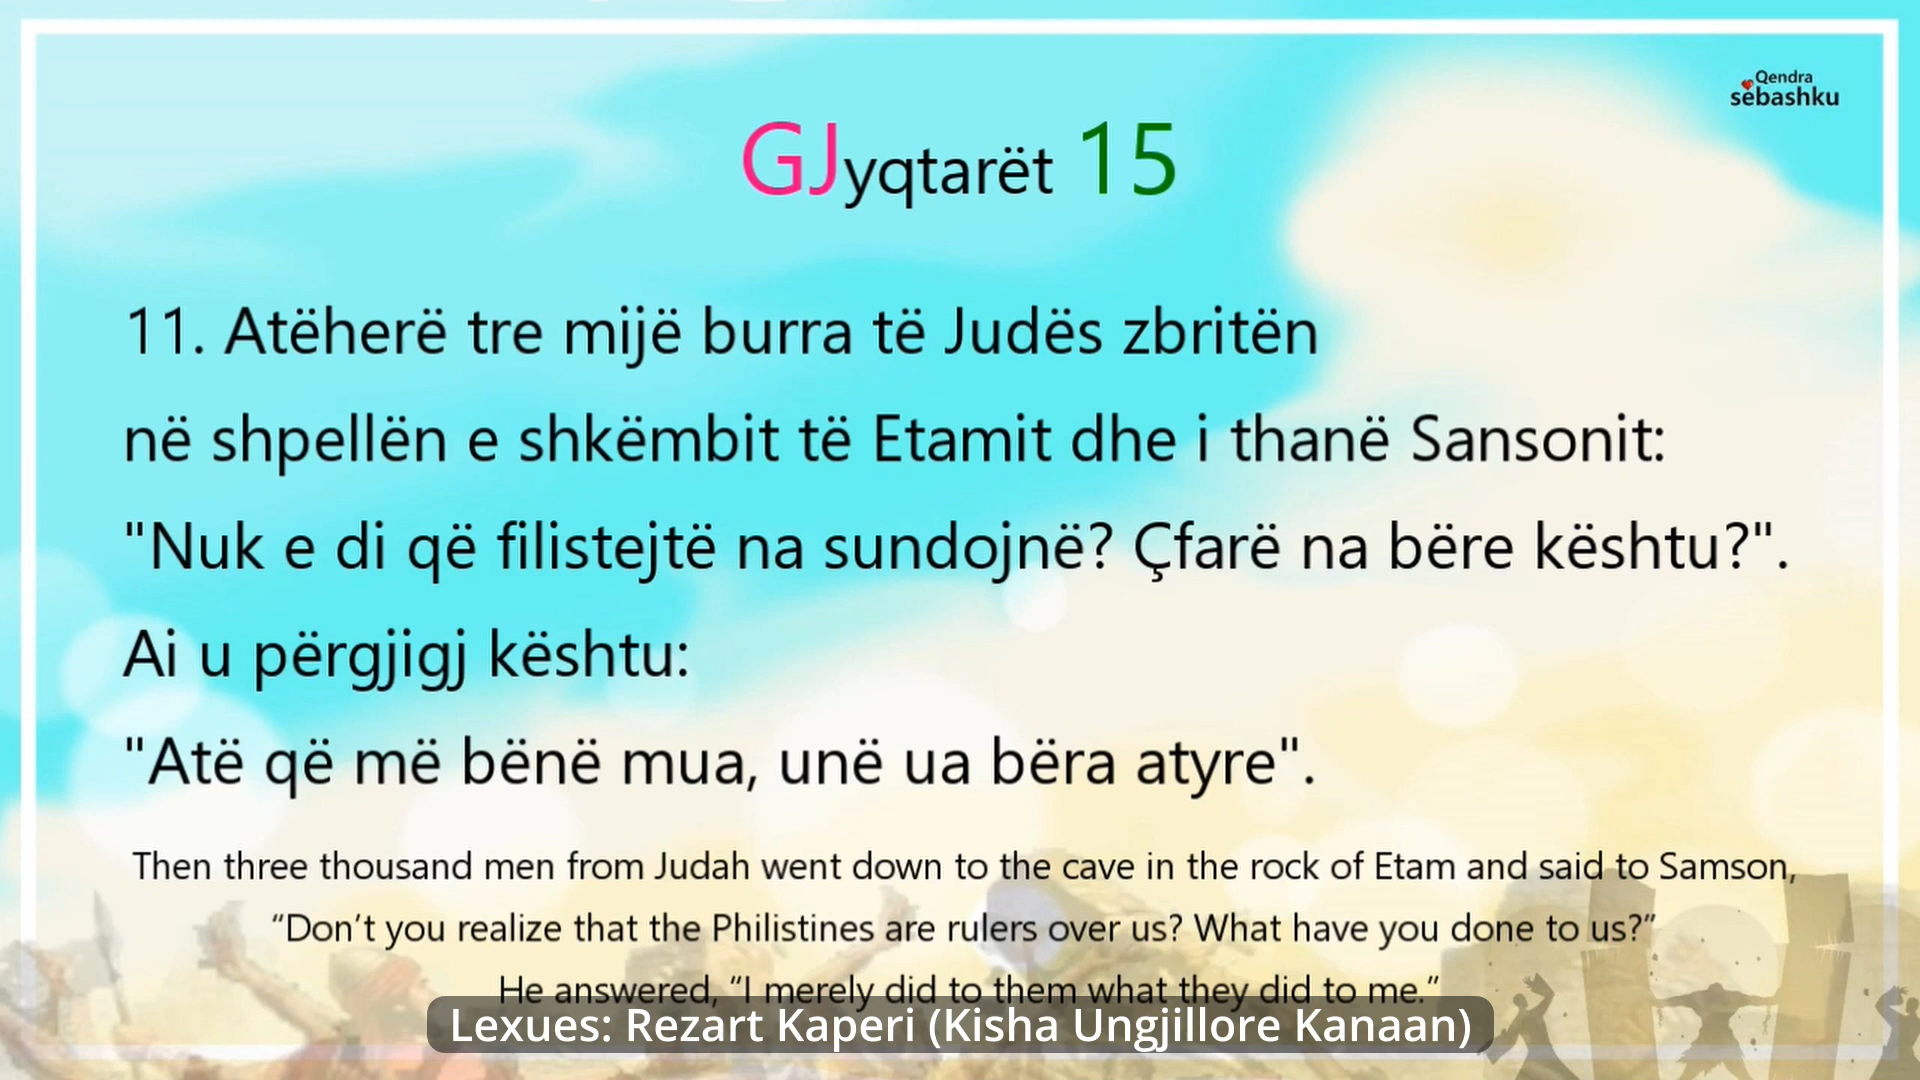 Qendra
sëbashku
GJyqtarët 15
11. Atëherë tre mijë burra të Judës zbritën
në shpellën e shkëmbit të Etamit dhe i thanë Sansonit:
"Nuk e di që filistejtë na sundojnë? Çfarë na bëre kështu?".
Ai u përgjigj kështu:
"Atë që më bënë mua, unë ua bëra atyre".
Then three thousand men from Judah went down to the cave in the rock of Etam and said to Samson,
“Don’t you realize that the Philistines are rulers over us? What have you done to us?”
He answered, “I merely did to them what they did to me.”
Lexues: Rezart Kaperi (Kisha Ungjillore Kanaan)